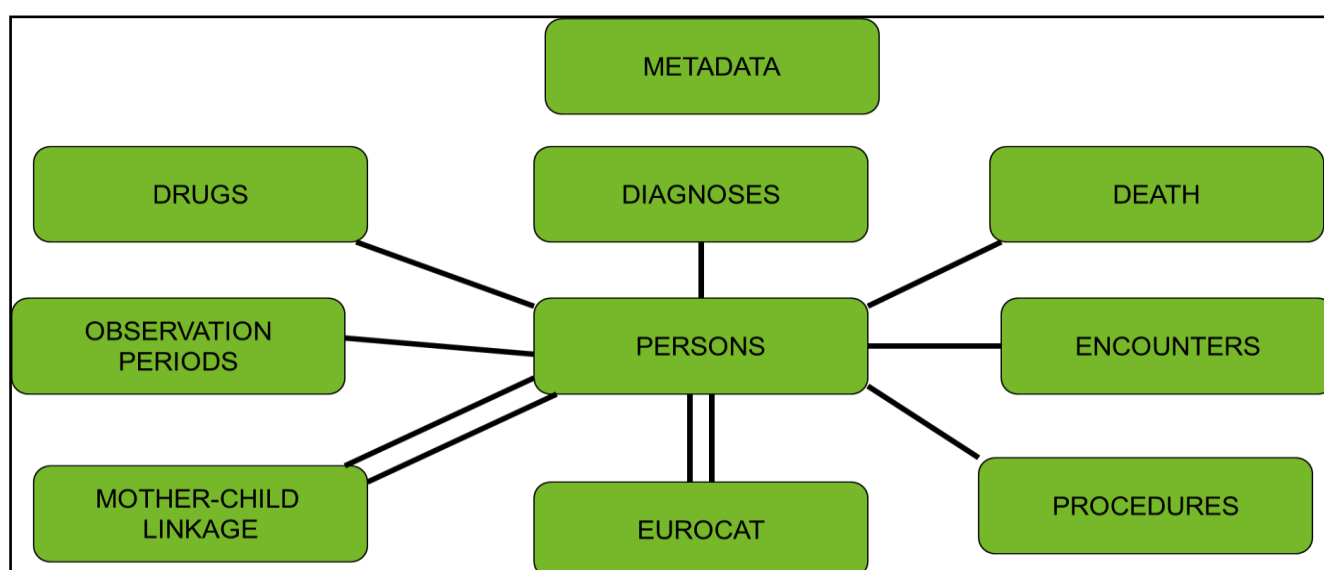 METADATA
DRUGS
DIAGNOSES
DEATH
OBSERVATION
PERIODS
PERSONS
ENCOUNTERS
MOTHER-CHILD
LINKAGE
EUROCAT
PROCEDURES